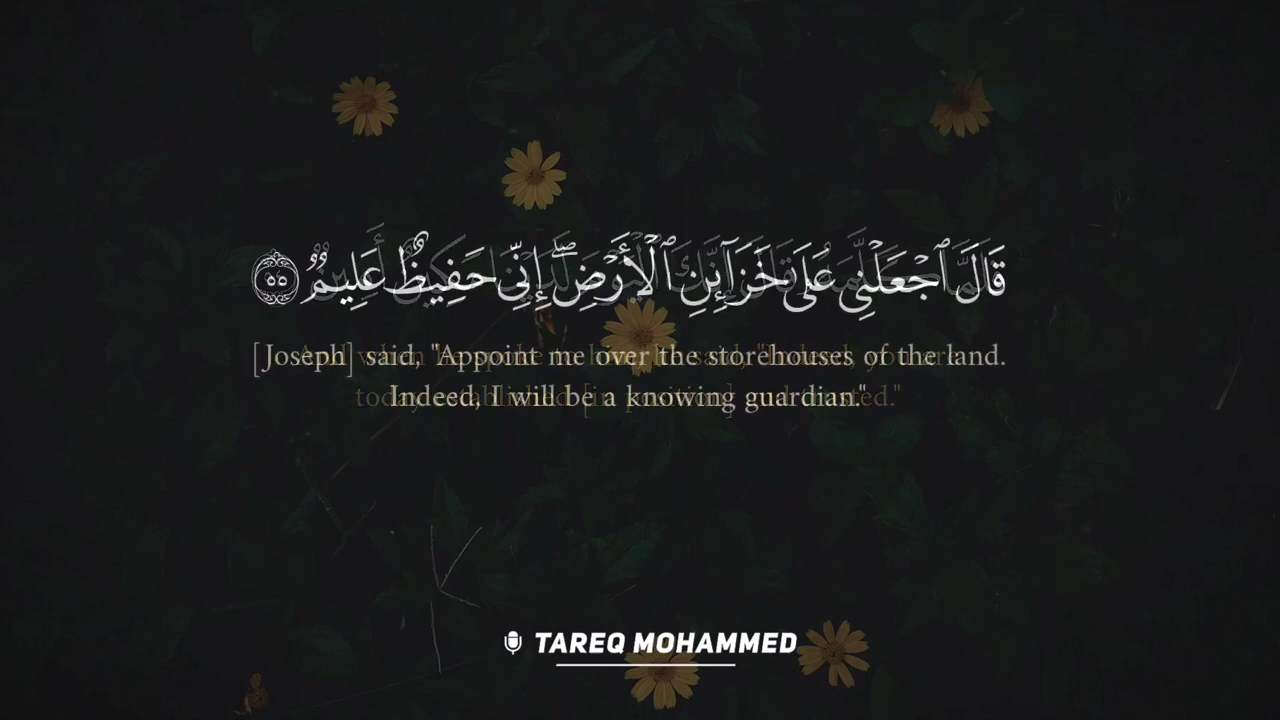 قَالَ ٱجْعَلْنِى عَلَىٰ خَزَآئِنِ ٱلْأَرْضِ ۖ إِنِّى حَفِيظٌ عَلِيمٌ ٥٥
[Joseph] said, "Appoint me over the storehouses of the land.
Indeed, I will be a knowing guardian."
TAREQ MOHAMMED